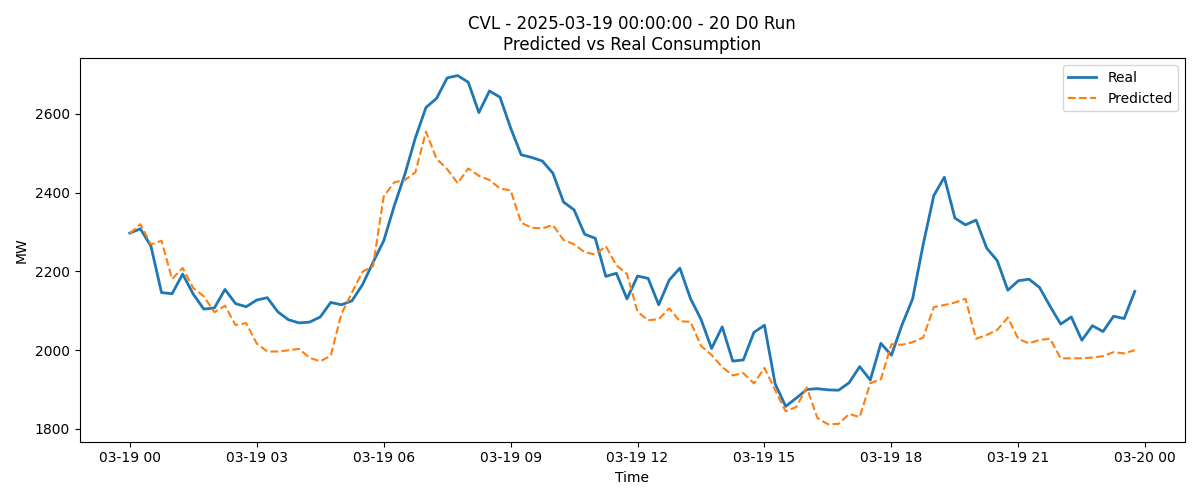 CVL - 2025-03-19 00:00:00 - 20 D0 Run
Predicted vs Real Consumption
Real
Predicted
MW
2600
2400
2200
2000
1800
03-19 00
03-19 03
03-19 06
03-19 09
03-19 12
03-19 15
03-19 18
03-19 21
03-20 00
Time